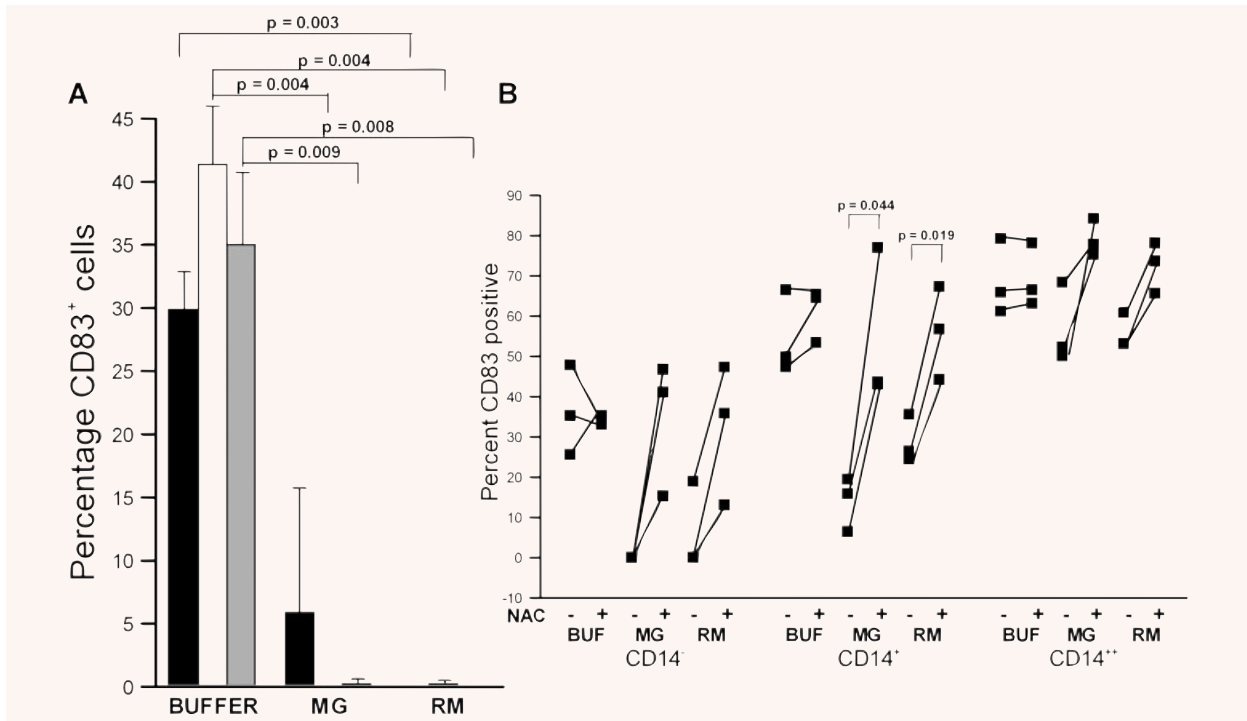 p = 0.003
p = 0.004
p = 0.004
p = 0.008
p = 0.009
A
45
40
35
30
25
20
15
10
5
0
Percentage CD83+ cells
BUFFER MG RM
B
90
80
70
60
50
40
30
20
10
0
-10
Percent CD83 positive
p = 0.044
p = 0.019
NAC - + - + - + - + - + - + - + - + - +
BUF MG RM BUF MG RM BUF MG RM
CD14- CD14+ CD14++